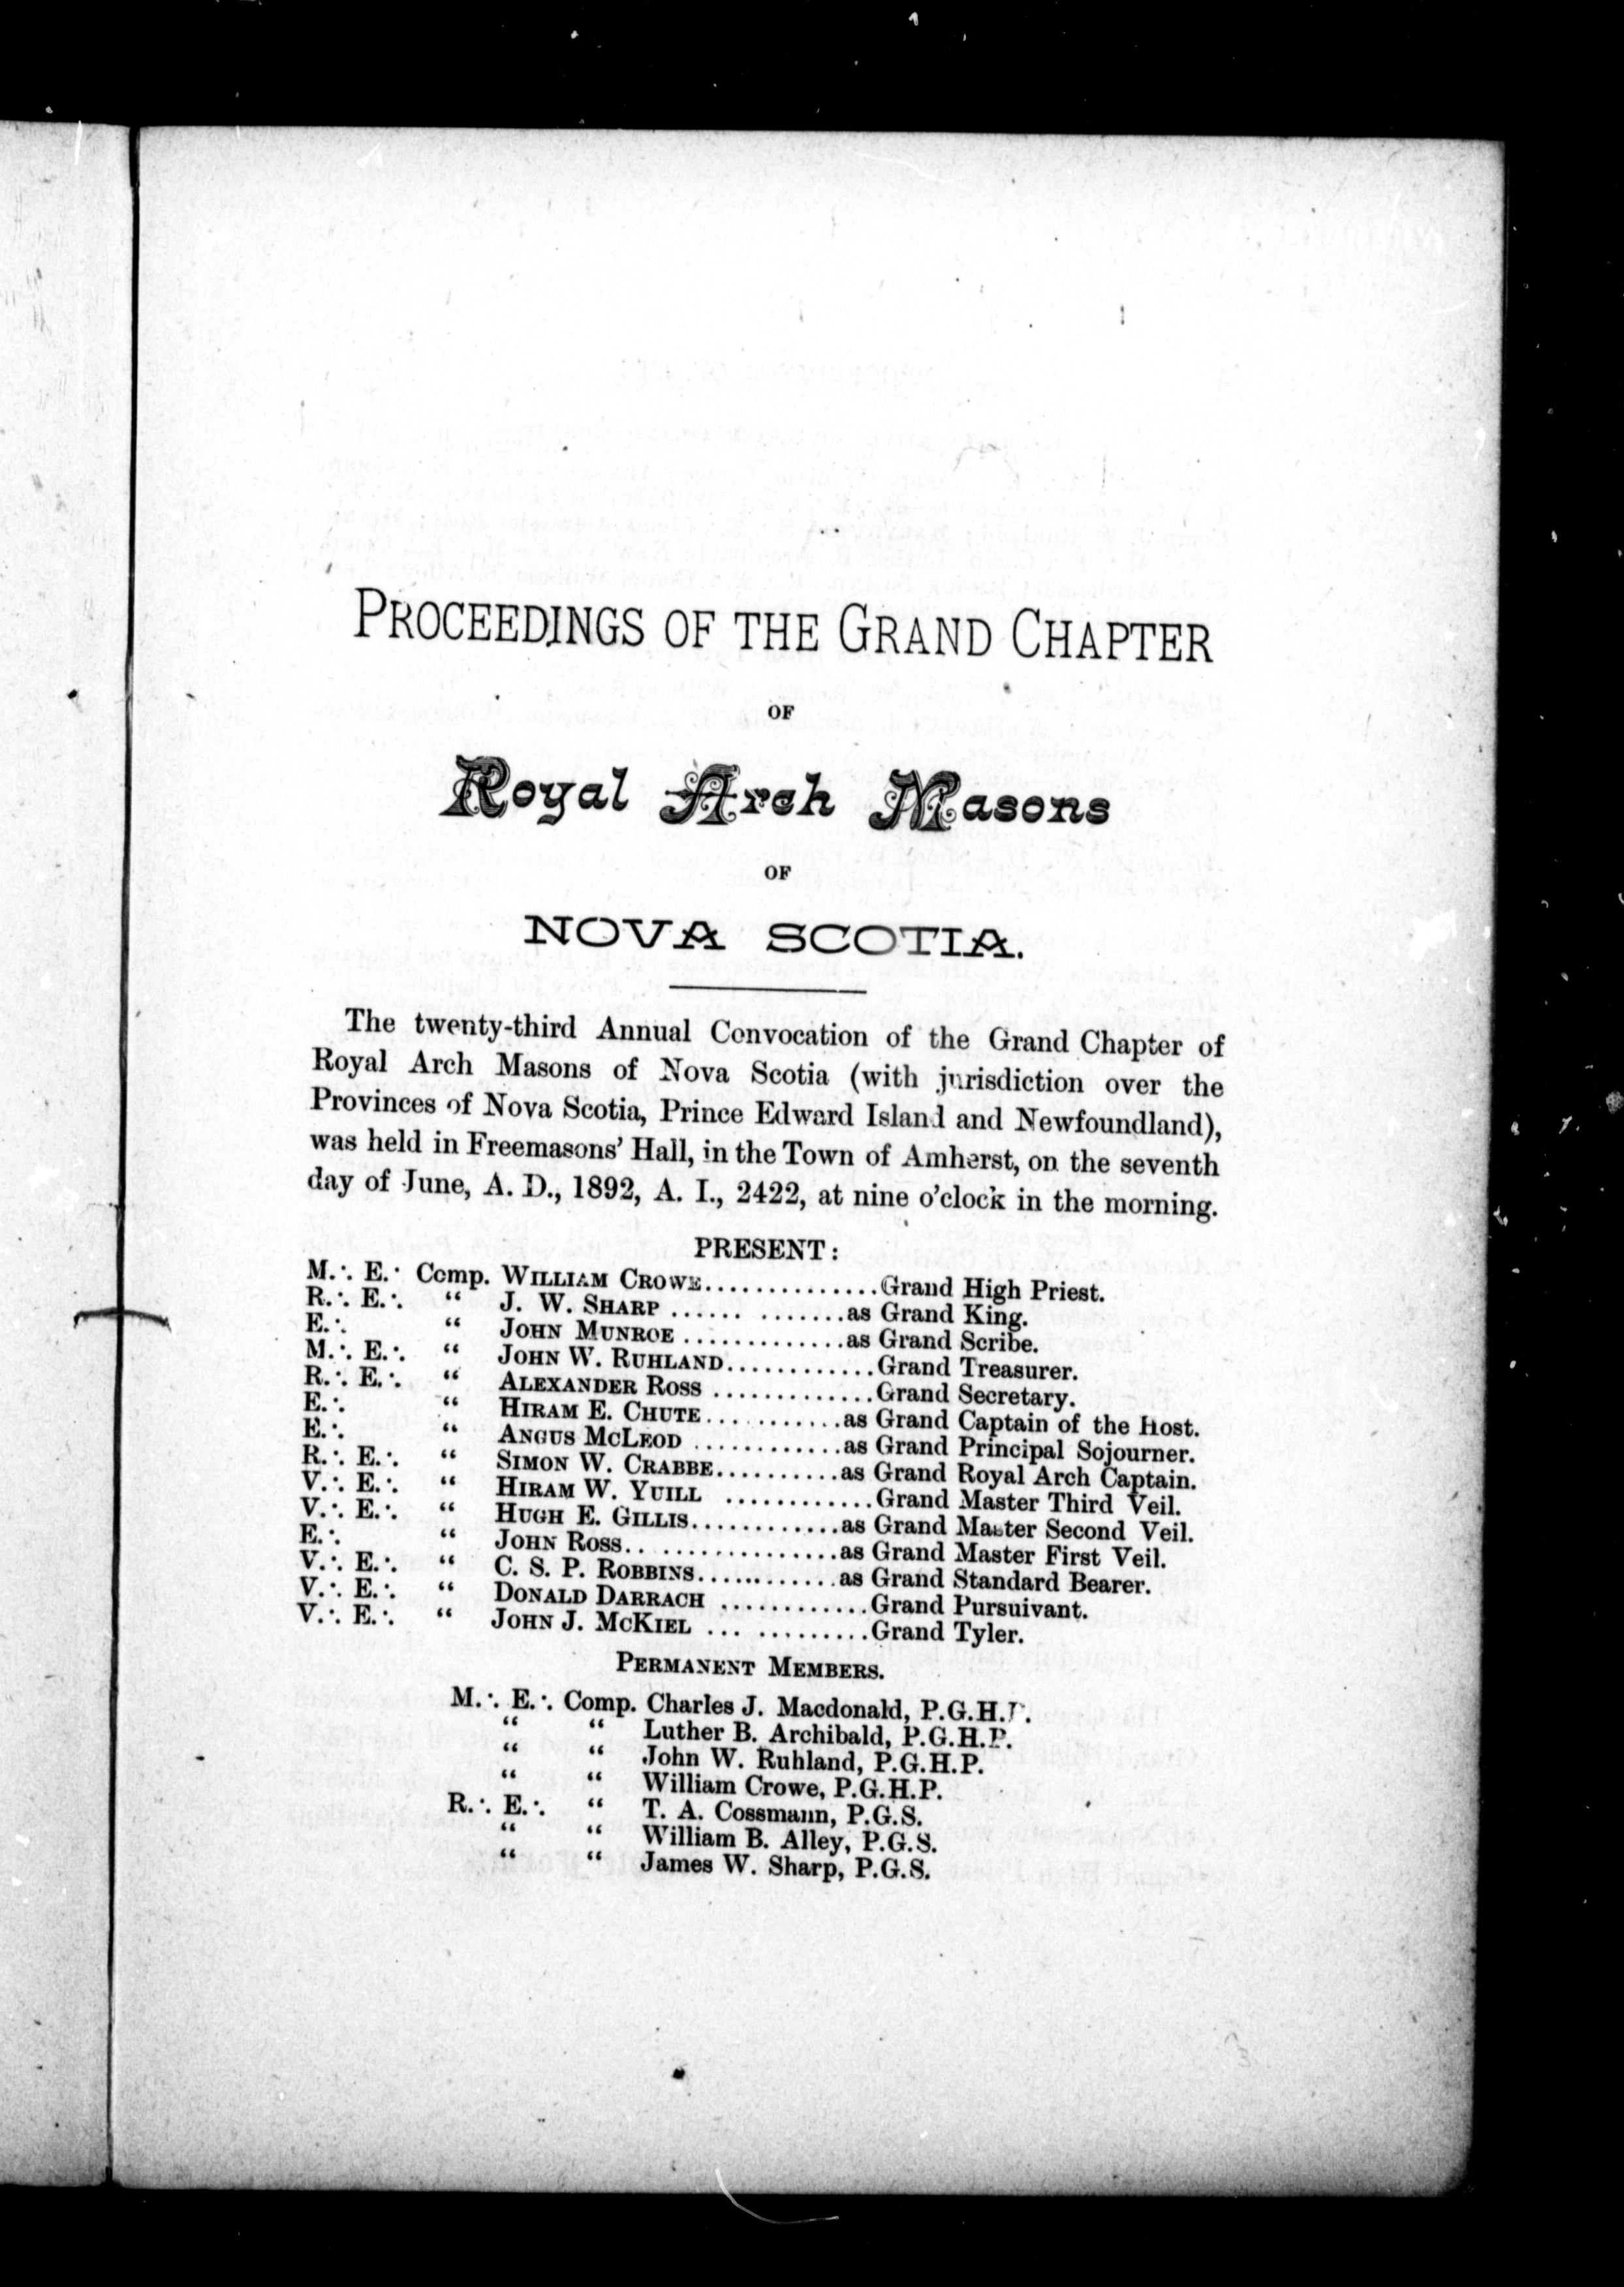 PROCEEDINGS OF THE GRAND CHAPTER
OF
Royal Arch Masons
OF
NOVA SCOTIA.
The twenty-third Annual Convocation of the Grand Chapter of
Royal Arch Masons of Nova Scotia (with jurisdiction over the
Provinces of Nova Scotia, Prince Edward Island and Newfoundland),
was held in Freemasons' Hall, in the Town of Amherst, on the seventh
day of June, A. D., 1892, A. I., 2422, at nine o'clock in the morning.
PRESENT:
M.·. E.· Comp. WILLIAM CROWE..............Grand High Priest.
R.·. E.·. “ J. W. SHARP ...... .......as Grand King.
E.·. “ JOHN MUNROE .............as Grand Scribe.
M.·. E.·. “ JOHN W. RUHLAND............Grand Treasurer.
R.·. E.·. “ ALEXANDER ROSS .............Grand Secretary.
E.·. “ HIRAM E. CHUTE...........as Grand Captain of the Host.
E.·. “ ANGUS MCLEOD ............as Grand Principal Sojourner.
R.·. E.·. “ SIMON W. CRABBE..........as Grand Royal Arch Captain.
V.·. E.·. “ HIRAM W. YUILL ............Grand Master Third Veil.
V.·. E.·. “ HUGH E. GILLIS............as Grand Master Second Veil.
E.·. “ JOHN ROSS.................as Grand Master First Veil.
V.·. E.·. “ C. S. P. ROBBINS............as Grand Standard Bearer.
V.·. E.·. “ DONALD DARRACH ............Grand Pursuivant.
V.·. E.·. “ JOHN J. MCKIEL ... .........Grand Tyler.
PERMANENT MEMBERS.
M.·. E.·. Comp. Charles J. Macdonald, P.G.H.P.
“ “ Luther B. Archibald, P.G.H.P.
“ “ John W. Ruhland, P.G.H.P.
“ “ William Crowe, P.G.H.P.
R.·. E.·. “ T. A. Cossmann, P.G.S.
“ “ William B. Alley, P.G.S.
“ “ James W. Sharp, P.G.S.